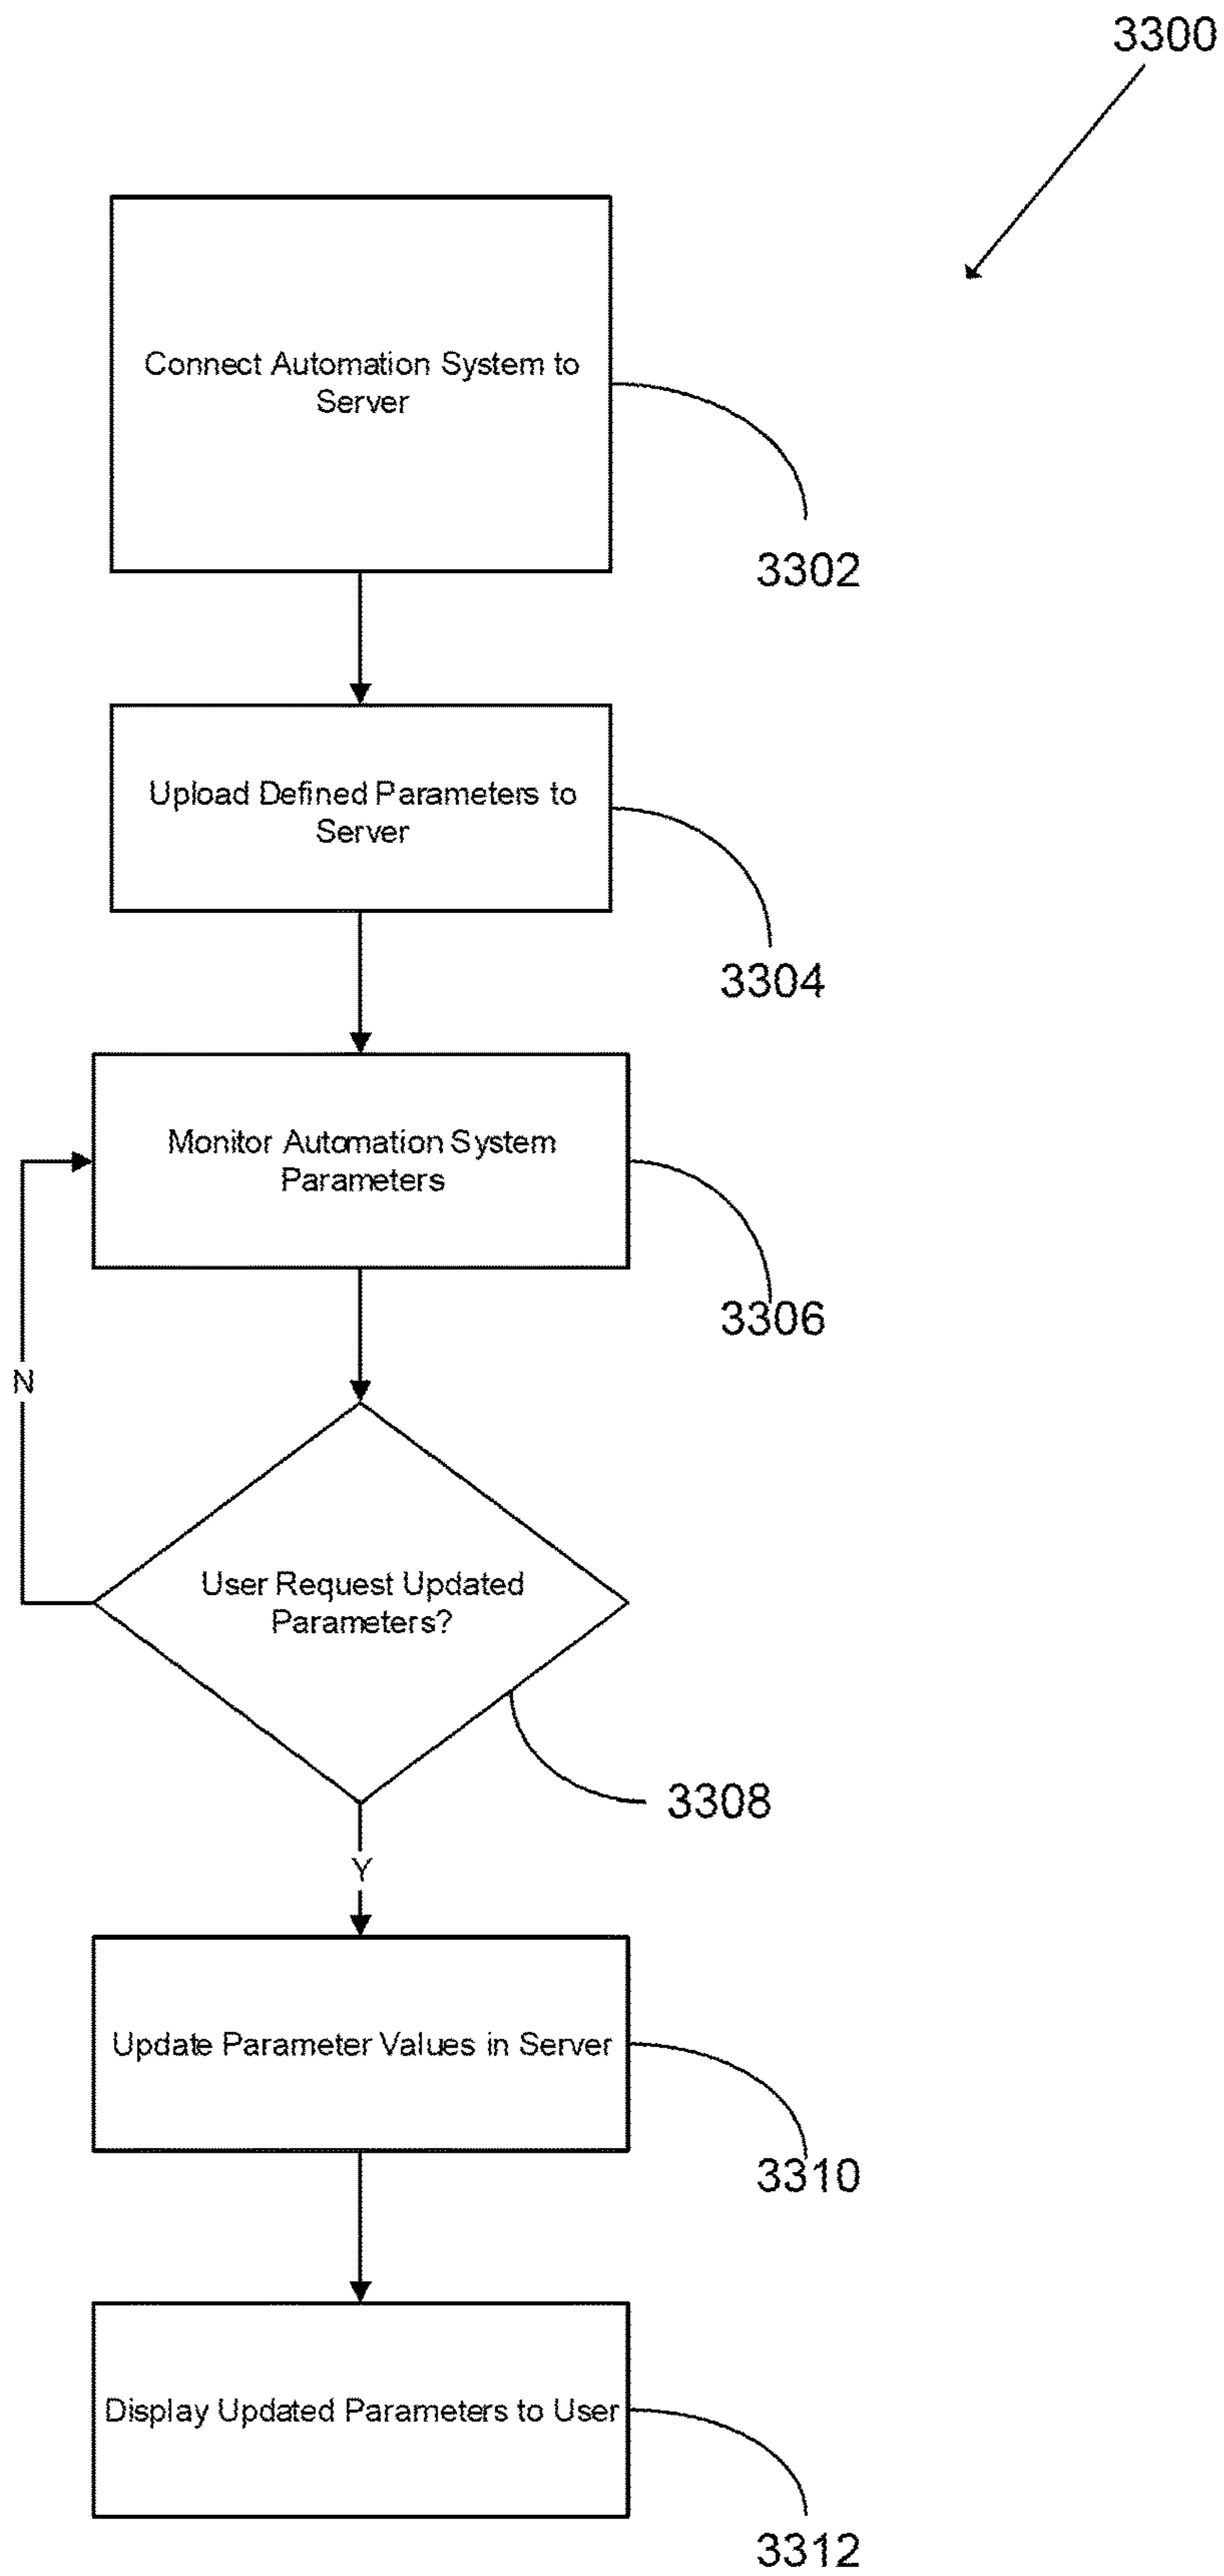 3300
Connect Automation System to
Server
3302
Upload Defined Parameters to
Server
3304
Monitor Automation System
Parameters
3306
N
User Request Updated
Parameters?
3308
Y
Update Parameter Values in Server
3310
Display Updated Parameters to User
3312